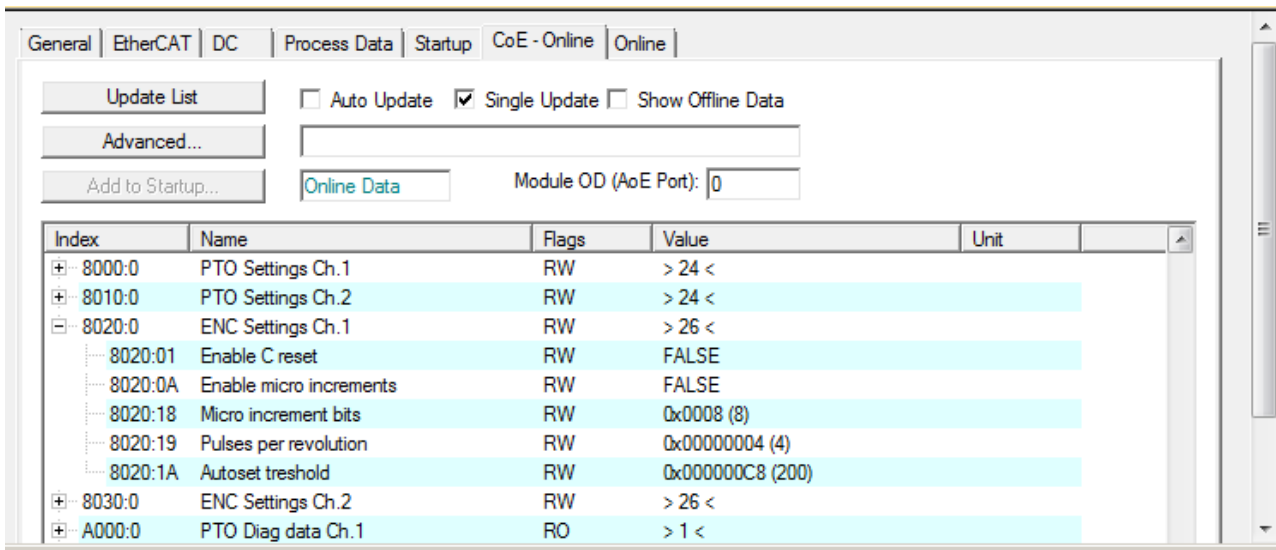 General EtherCAT DC Process Data Startup CoE - Online Online
Update List Auto Update Single Update Show Offline Data
Advanced...
Add to Startup... Online Data Module OD (AoE Port): 0
Index Name Flags Value Unit
8000:0 PTO Settings Ch.1 RW > 24 <
8010:0 PTO Settings Ch.2 RW > 24 <
8020:0 ENC Settings Ch.1 RW > 26 <
8020:01 Enable C reset RW FALSE
8020:0A Enable micro increments RW FALSE
8020:18 Micro increment bits RW 0x0008 (8)
8020:19 Pulses per revolution RW 0x00000004 (4)
8020:1A Autoset treshold RW 0x000000C8 (200)
8030:0 ENC Settings Ch.2 RW > 26 <
A000:0 PTO Diag data Ch.1 RO > 1 <